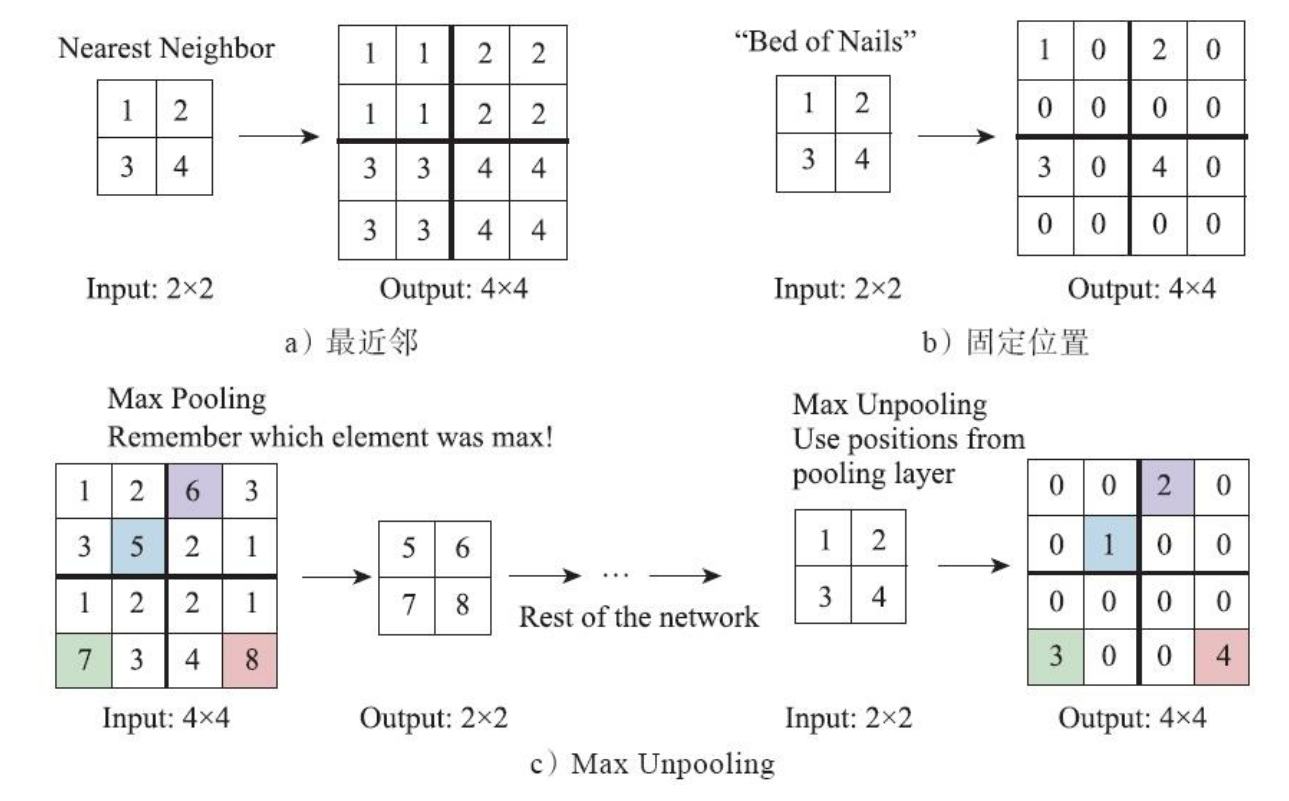 Nearest Neighbor
1 2
3 4
1 1 2 2
1 1 2 2
3 3 4 4
3 3 4 4
Input: 2×2
Output: 4×4
a）最近邻
“Bed of Nails”
1 2
3 4
1 0 2 0
0 0 0 0
3 0 4 0
0 0 0 0
Input: 2×2
Output: 4×4
b）固定位置
Max Pooling
Remember which element was max!
1 2 6 3
3 5 2 1
1 2 2 1
7 3 4 8
Input: 4×4
5 6
7 8
Output: 2×2
...
Rest of the network
Max Unpooling
Use positions from
pooling layer
1 2
3 4
Input: 2×2
0 0 2 0
0 1 0 0
0 0 0 0
3 0 0 4
Output: 4×4
c）Max Unpooling